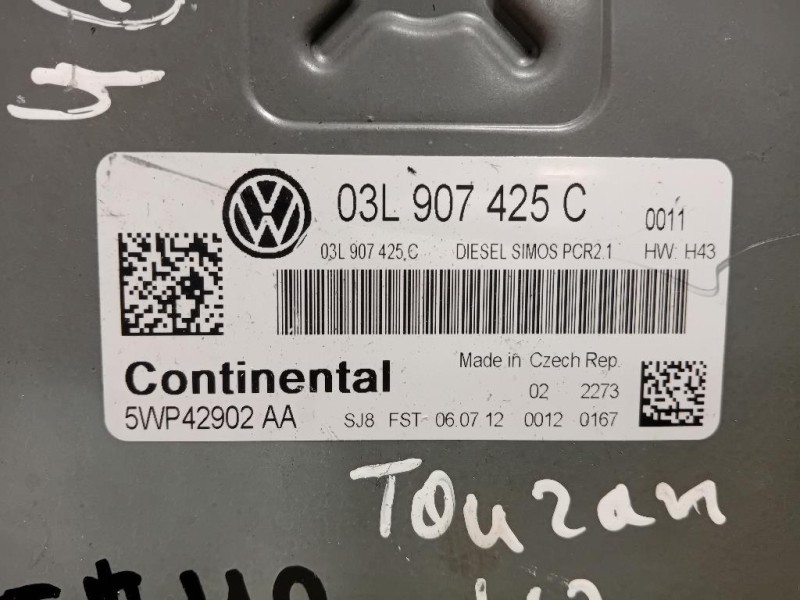 03L 907 425 C
0011
03L 907 425 C DIESEL SIMOS PCR2.1 HW: H43
Made in Czech Rep.
Continental
02 2273
5WP42902 AA SJ8 FST 06.07.12 0012 0167
Touran